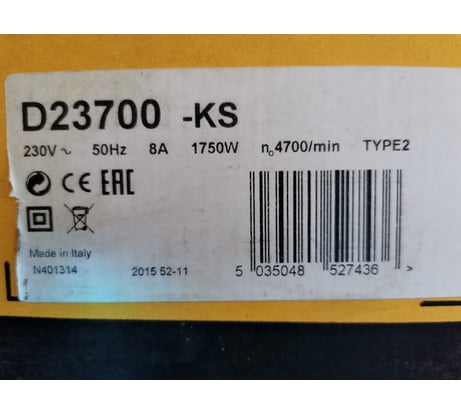 D23700 -KS
230V ~ 50Hz 8A 1750W n₀4700/min TYPE2
CE EAC
Made in Italy
N401314 2015 52-11
5 035048 527436 >